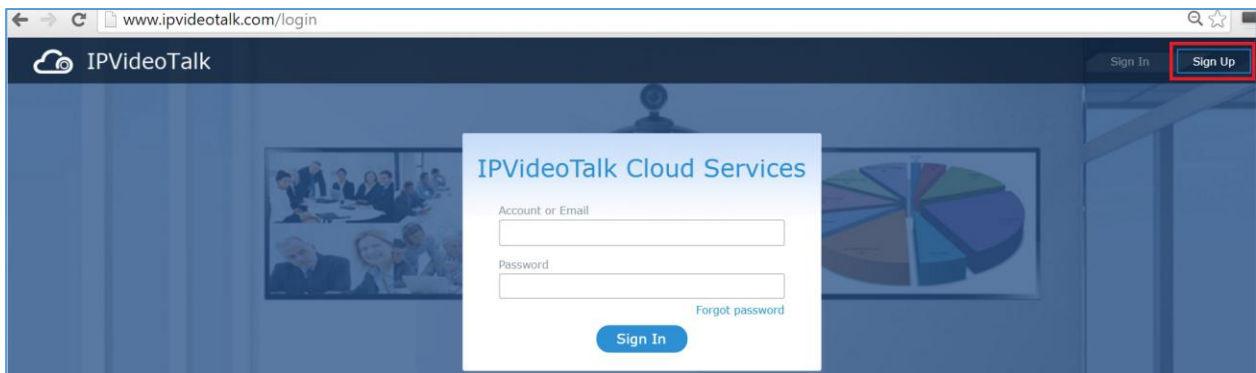 www.ipvideotalk.com/login
IPVideoTalk
Sign In
Sign Up
IPVideoTalk Cloud Services
Account or Email
Password
Forgot password
Sign In